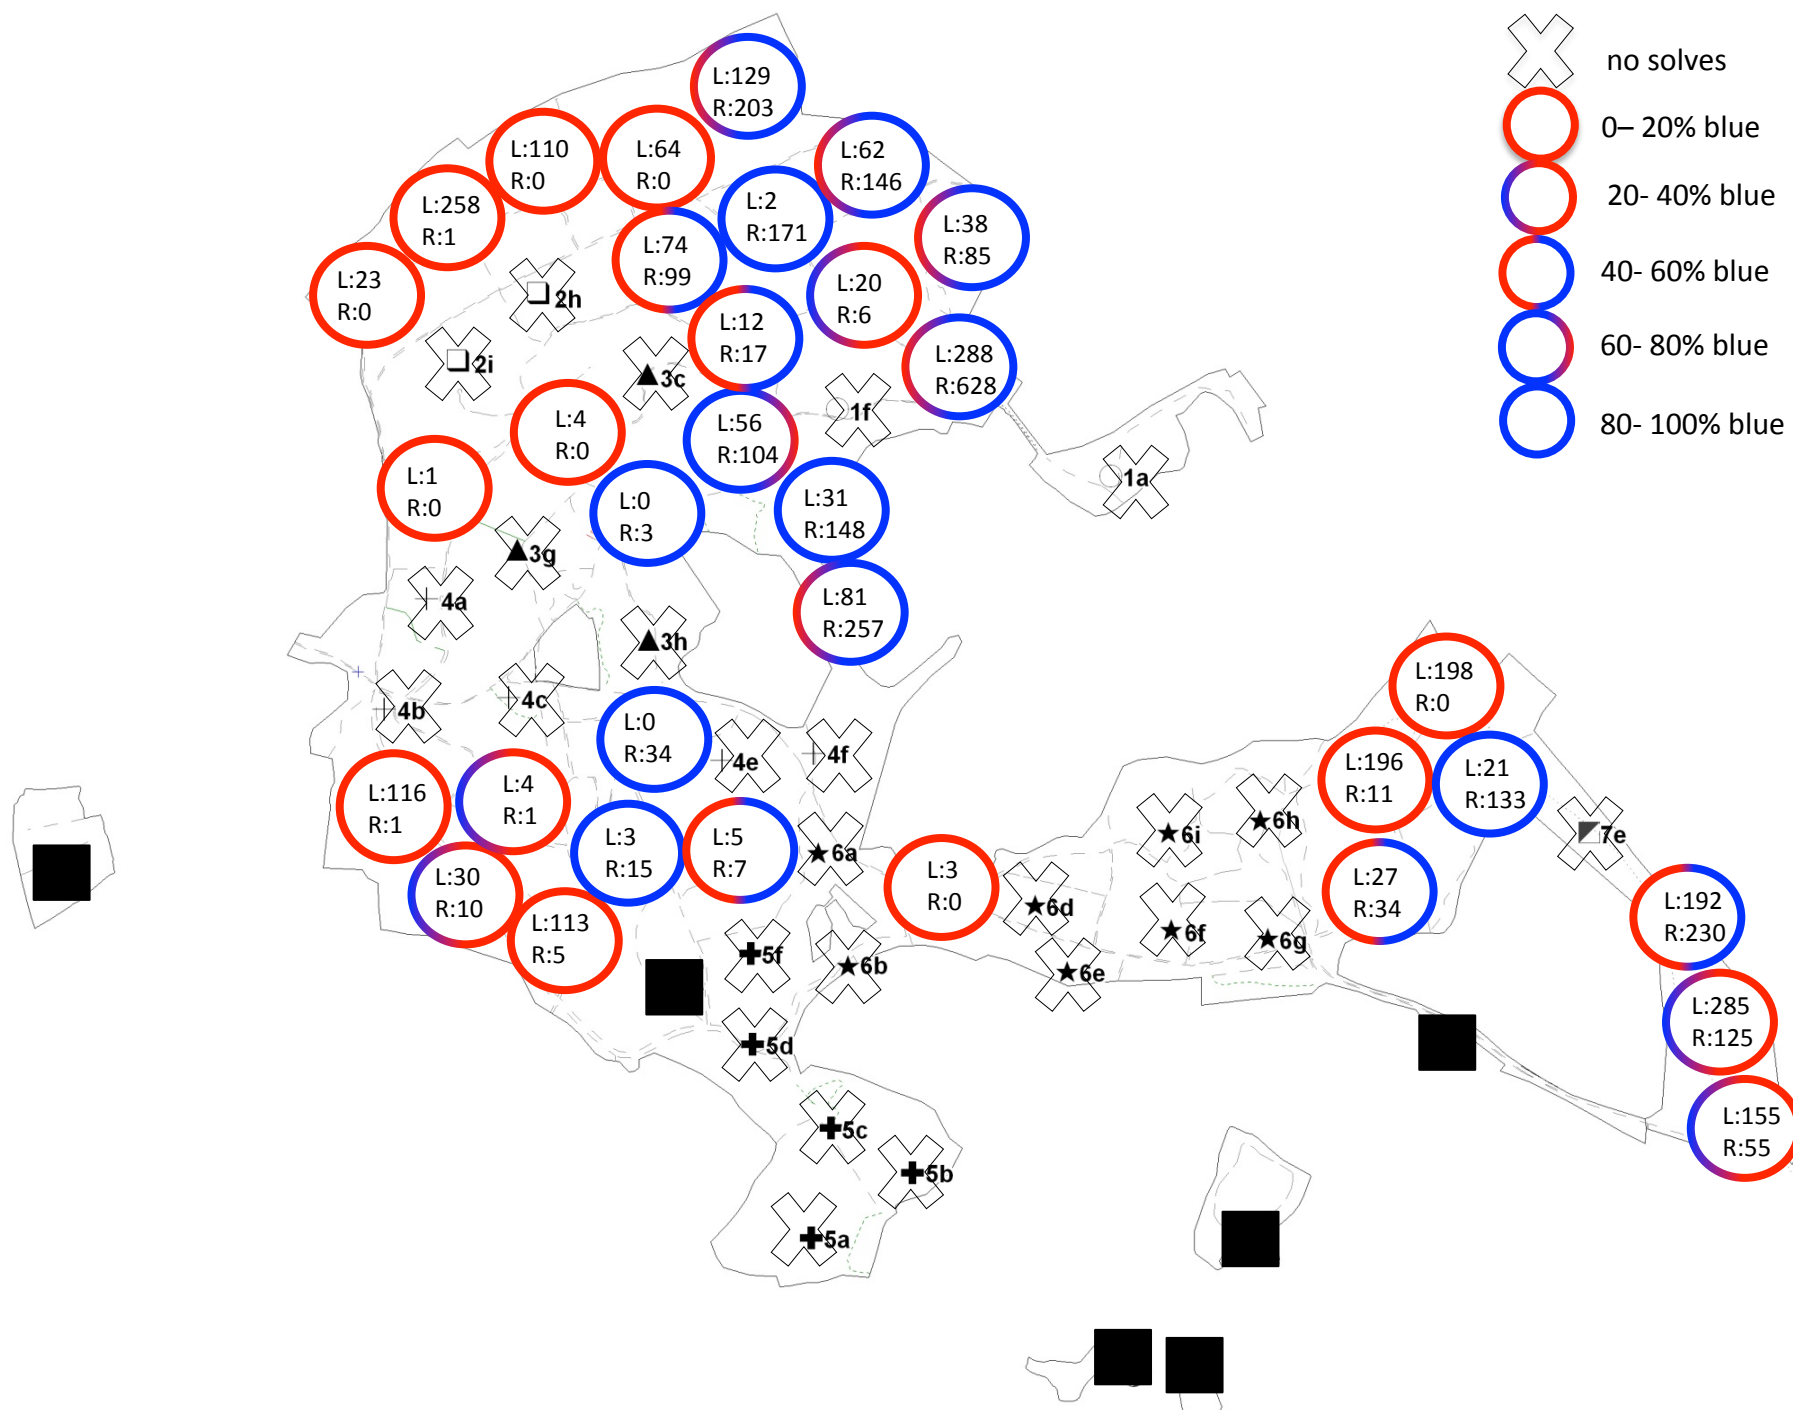 no solves
0– 20% blue
20- 40% blue
40- 60% blue
60- 80% blue
80- 100% blue
L:129
R:203
L:110
R:0
L:64
R:0
L:62
R:146
L:258
R:1
L:2
R:171
L:38
R:85
L:74
R:99
L:23
R:0
2h
L:20
R:6
L:12
R:17
2i
3c
L:288
R:628
1f
L:4
R:0
L:56
R:104
1a
L:1
R:0
L:0
R:3
L:31
R:148
3g
4a
L:81
R:257
3h
4b
4c
L:0
R:34
4e
4f
L:198
R:0
L:116
R:1
L:4
R:1
L:3
R:15
L:5
R:7
6a
L:196
R:11
L:21
R:133
6i
6h
7e
L:30
R:10
L:113
R:5
L:3
R:0
6d
L:27
R:34
L:192
R:230
5f
6b
6e
6f
6g
5d
L:285
R:125
5c
L:155
R:55
5b
5a